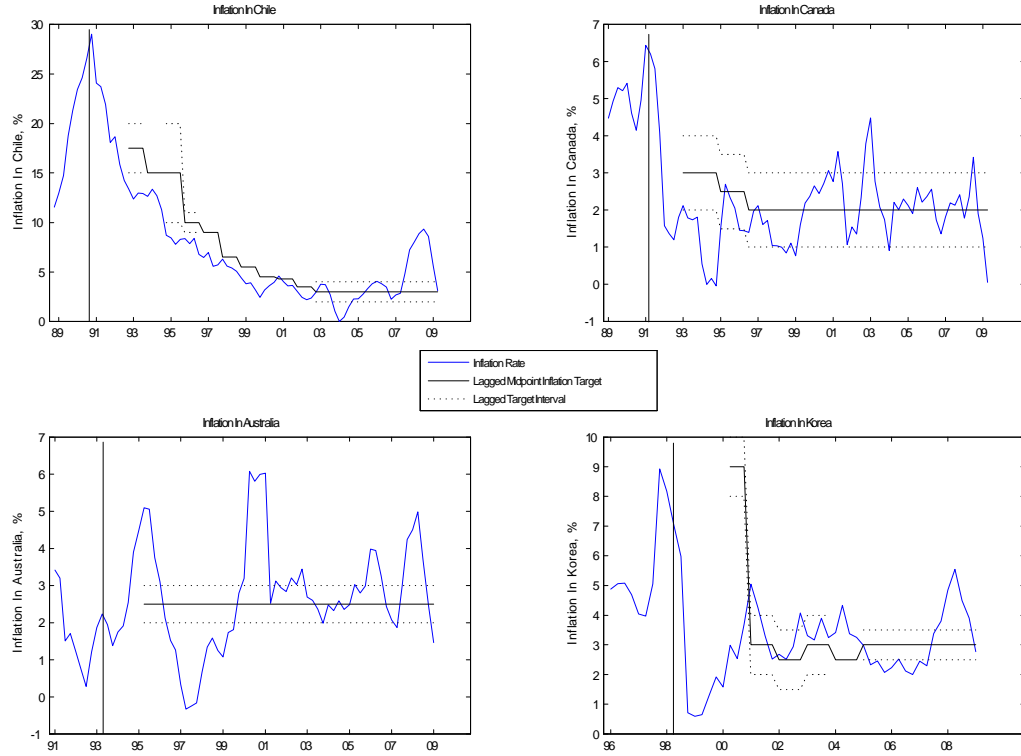 Inflation In Chile
Inflation In Chile, %
30
25
20
15
10
5
0
89 91 93 95 97 99 01 03 05 07 09
Inflation In Canada
Inflation In Canada, %
7
6
5
4
3
2
1
0
-1
89 91 93 95 97 99 01 03 05 07 09
Inflation Rate
Lagged Midpoint Inflation Target
Lagged Target Interval
Inflation In Australia
Inflation In Australia, %
7
6
5
4
3
2
1
0
-1
91 93 95 97 99 01 03 05 07 09
Inflation In Korea
Inflation In Korea, %
10
9
8
7
6
5
4
3
2
1
0
96 98 00 02 04 06 08